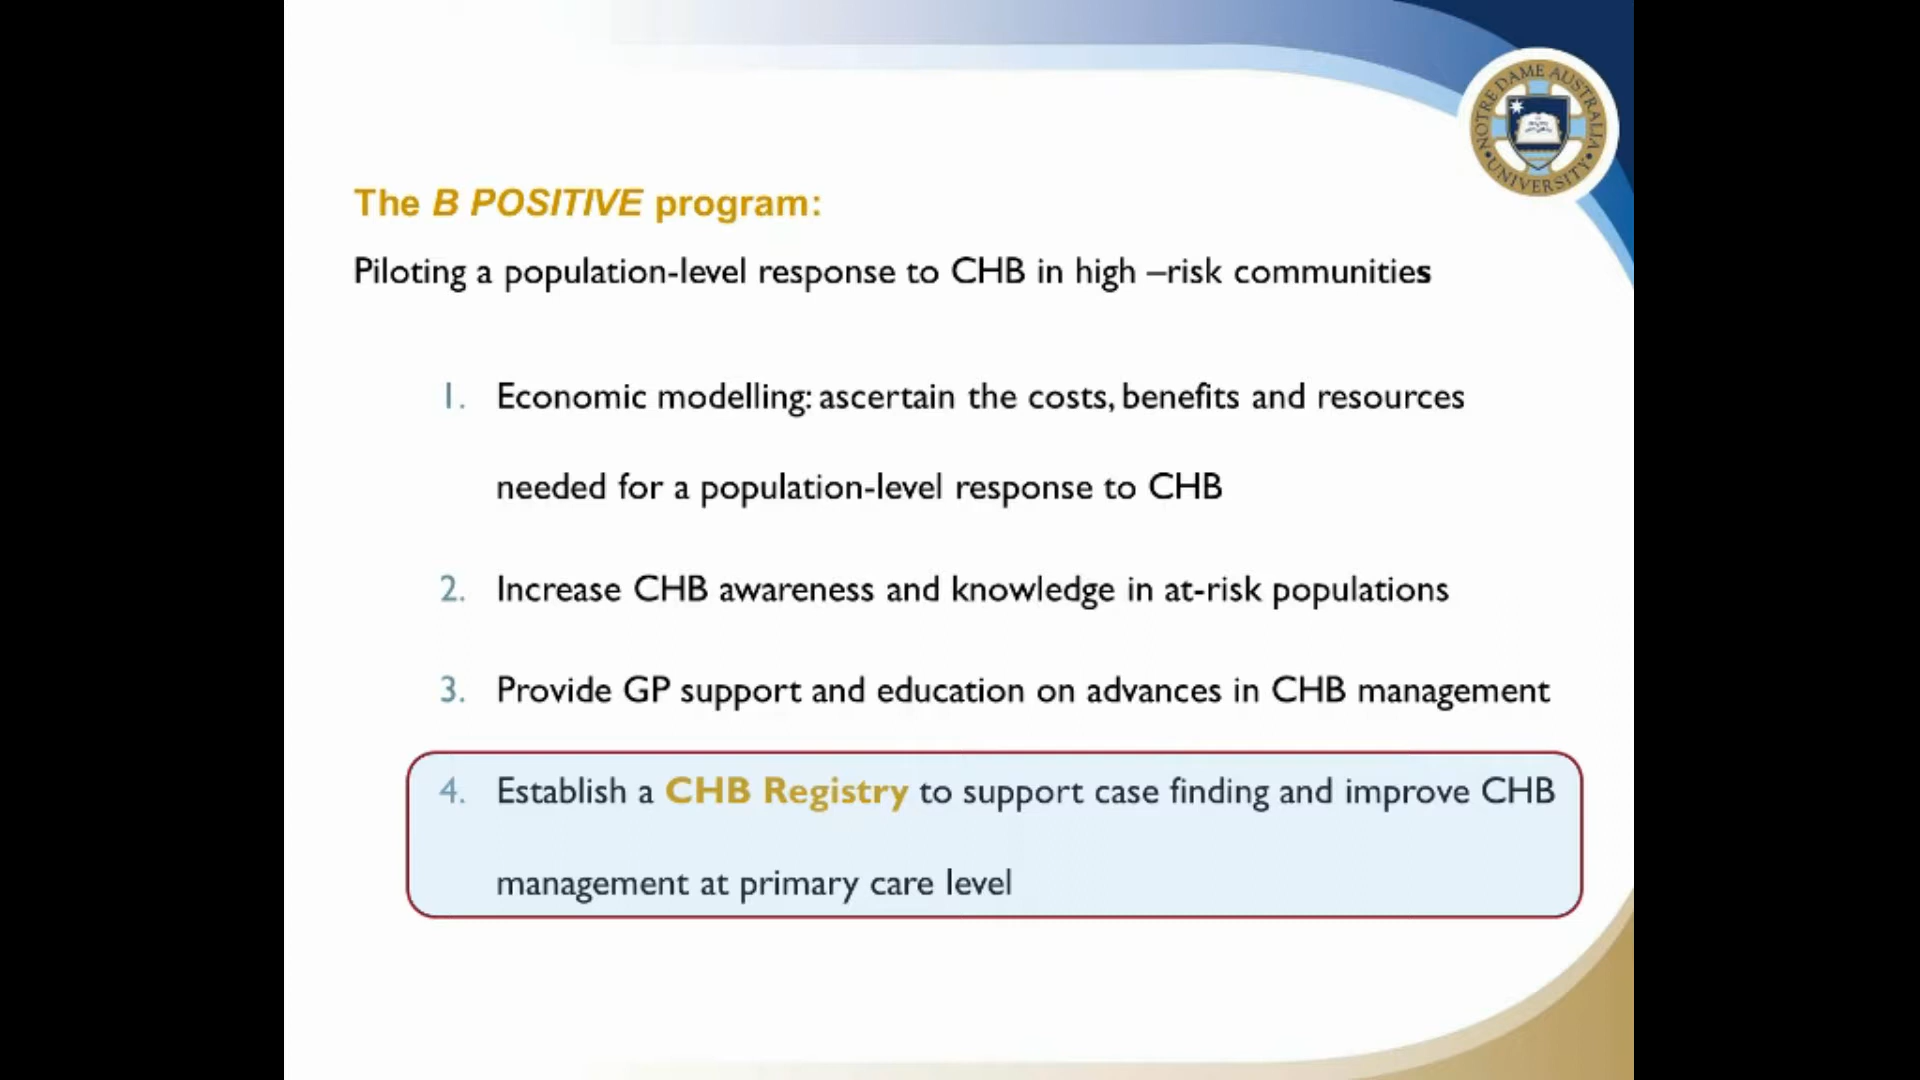 NOTRE DAME AUSTRALIA
UNIVERSITY
The B POSITIVE program:
Piloting a population-level response to CHB in high –risk communities
1. Economic modelling: ascertain the costs, benefits and resources
needed for a population-level response to CHB
2. Increase CHB awareness and knowledge in at-risk populations
3. Provide GP support and education on advances in CHB management
4. Establish a CHB Registry to support case finding and improve CHB
management at primary care level